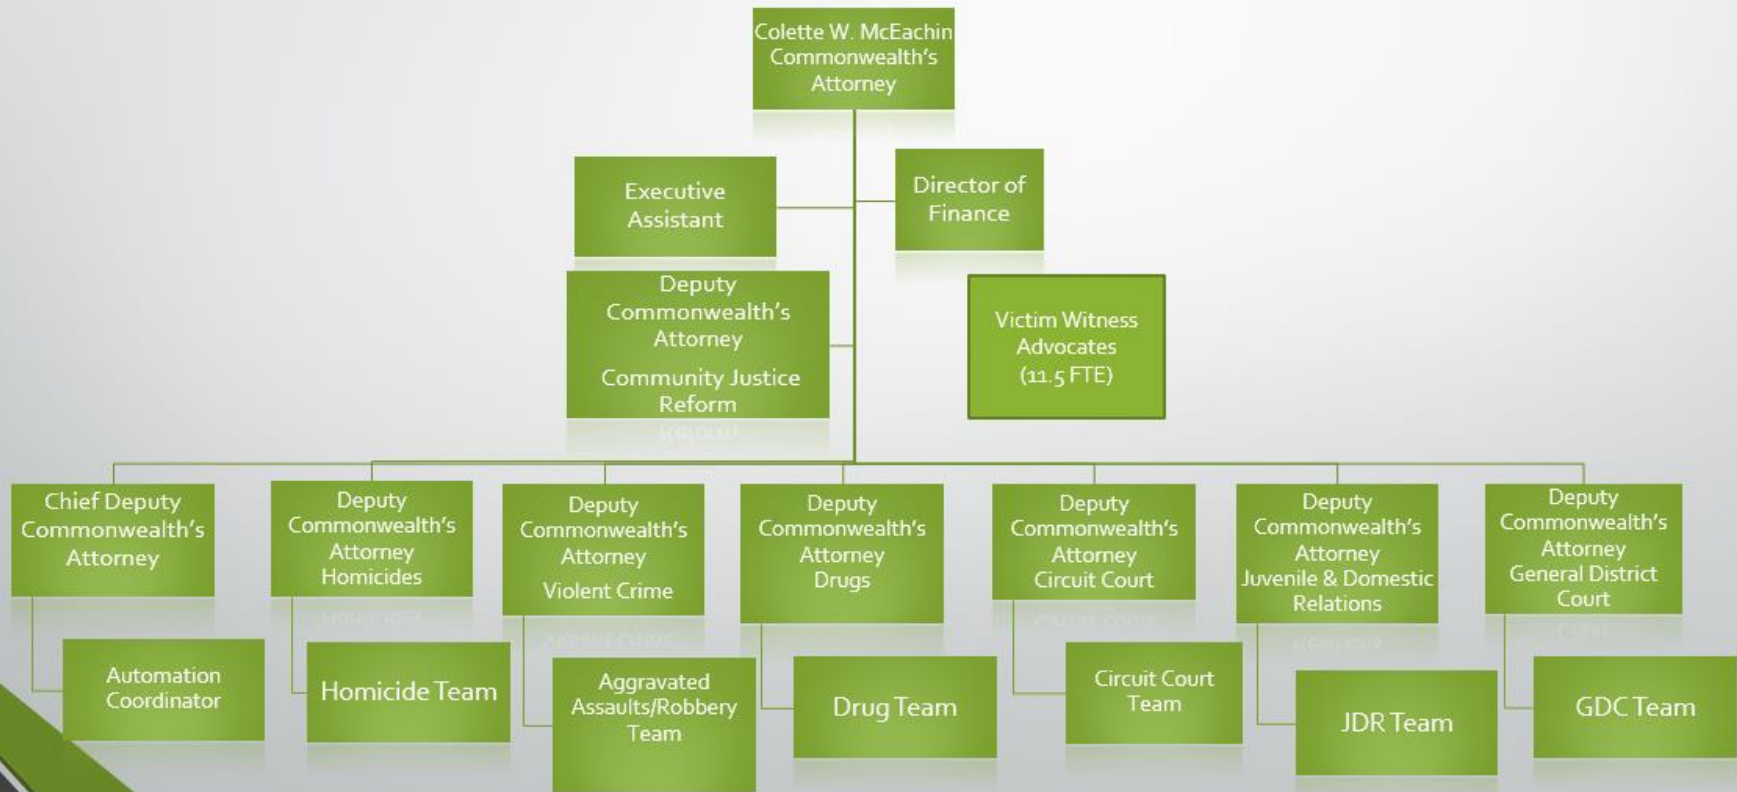 Colette W. McEachin
Commonwealth's
Attorney
Executive
Assistant
Director of
Finance
Deputy
Commonwealth's
Attorney
Community Justice
Reform
Victim Witness
Advocates
(11.5 FTE)
Chief Deputy
Commonwealth's
Attorney
Deputy
Commonwealth's
Attorney
Homicides
Deputy
Commonwealth's
Attorney
Violent Crime
Deputy
Commonwealth's
Attorney
Drugs
Deputy
Commonwealth's
Attorney
Circuit Court
Deputy
Commonwealth's
Attorney
Juvenile & Domestic
Relations
Deputy
Commonwealth's
Attorney
General District
Court
Automation
Coordinator
Homicide Team
Aggravated
Assaults/Robbery
Team
Drug Team
Circuit Court
Team
JDR Team
GDC Team